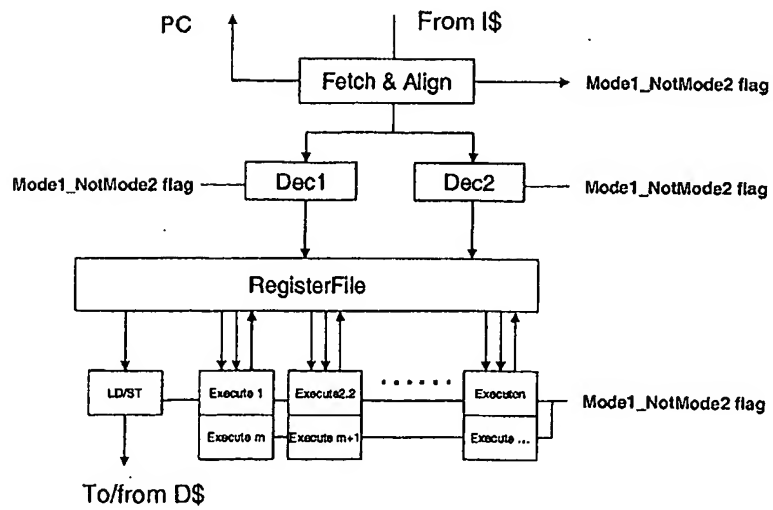 PC
From I$
Fetch & Align
Mode1_NotMode2 flag
Mode1_NotMode2 flag
Dec1
Dec2
Mode1_NotMode2 flag
RegisterFile
LD/ST
Execute 1
Execute2.2
......
Executen
Mode1_NotMode2 flag
Execute m
Execute m+1
Execute ...
To/from D$